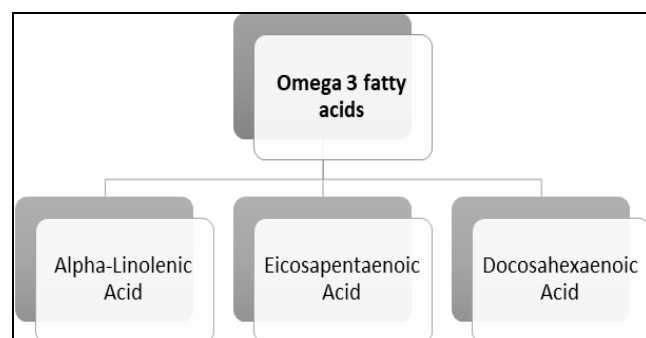 Omega 3 fatty
acids
Alpha-Linolenic
Acid
Eicosapentaenoic
Acid
Docosahexaenoic
Acid